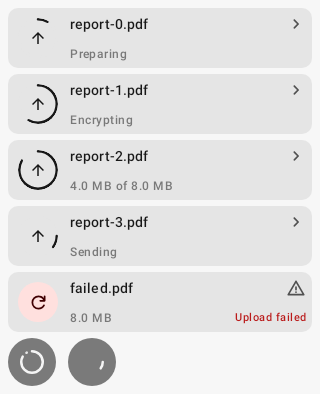 report-0.pdf
Preparing
report-1.pdf
Encrypting
report-2.pdf
4.0 MB of 8.0 MB
report-3.pdf
Sending
failed.pdf
8.0 MB
Upload failed